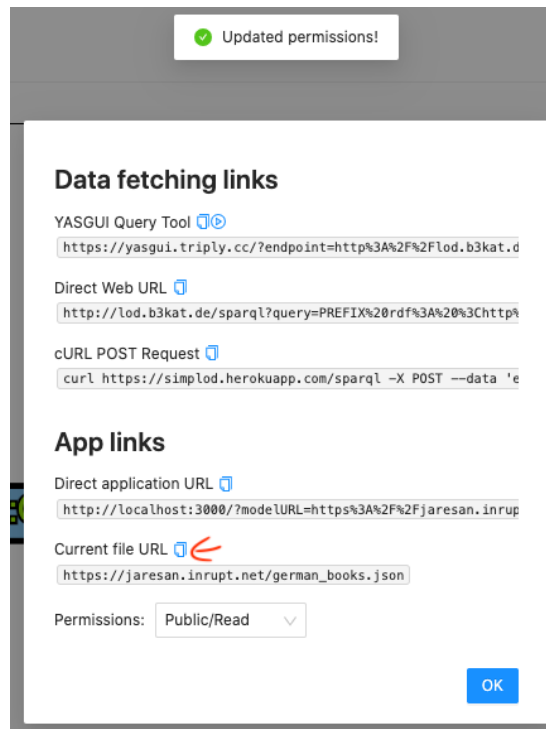 Updated permissions!
Data fetching links
YASGUI Query Tool
https://yasgui.triply.cc/?endpoint=http%3A%2F%2Flod.b3kat.d
Direct Web URL
http://lod.b3kat.de/sparql?query=PREFIX%20rdf%3A%20%3Chttp%
cURL POST Request
curl https://simplod.herokuapp.com/sparql -X POST --data 'e
App links
Direct application URL
http://localhost:3000/?modelURL=https%3A%2F%2Fjaresan.inrup
Current file URL
https://jaresan.inrupt.net/german_books.json
Permissions: Public/Read
OK